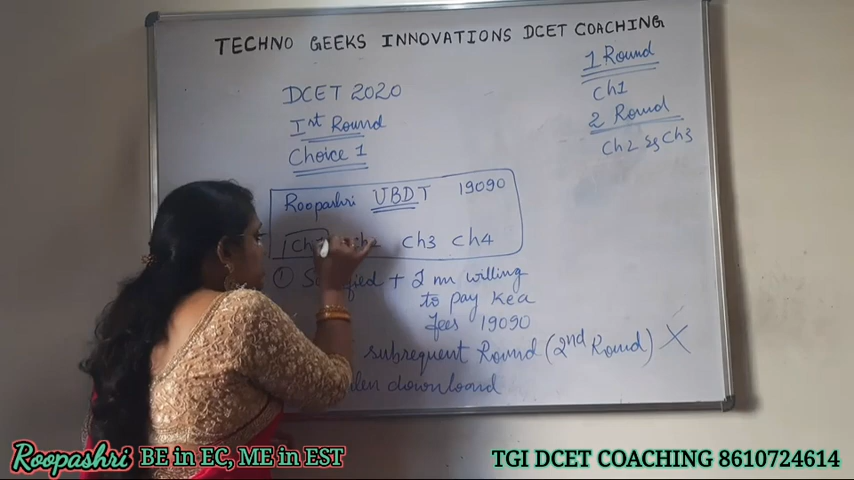 TECHNO GEEKS INNOVATIONS DCET COACHING
DCET 2020
Ist Round
Choice 1
Roopashri UBDT 19090
Ch2 Ch3 Ch4
① + I m willing
to pay Kea
fees 19090
subsequent Round (2nd Round) X
download
1 Round
Ch1
2 Round
Ch2 Ch3
Roopashri BE in EC, ME in EST
TGI DCET COACHING 8610724614